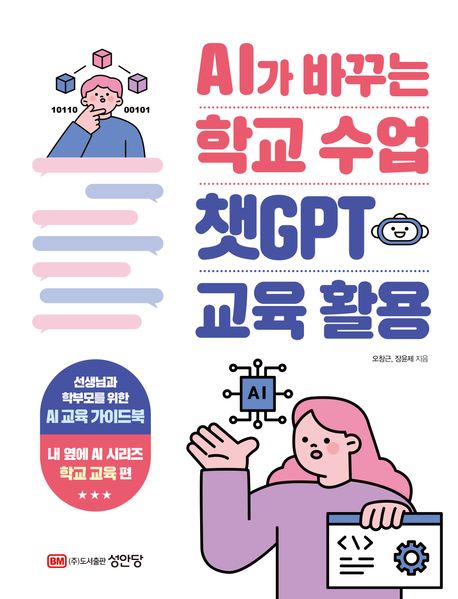 AI가 바꾸는
학교 수업
챗GPT
교육 활용
오창근, 장윤제 지음
10110
00101
선생님과
학부모를 위한
AI 교육 가이드북
내 옆에 AI 시리즈
학교 교육 편
AI
</>
BM (주)도서출판 성안당